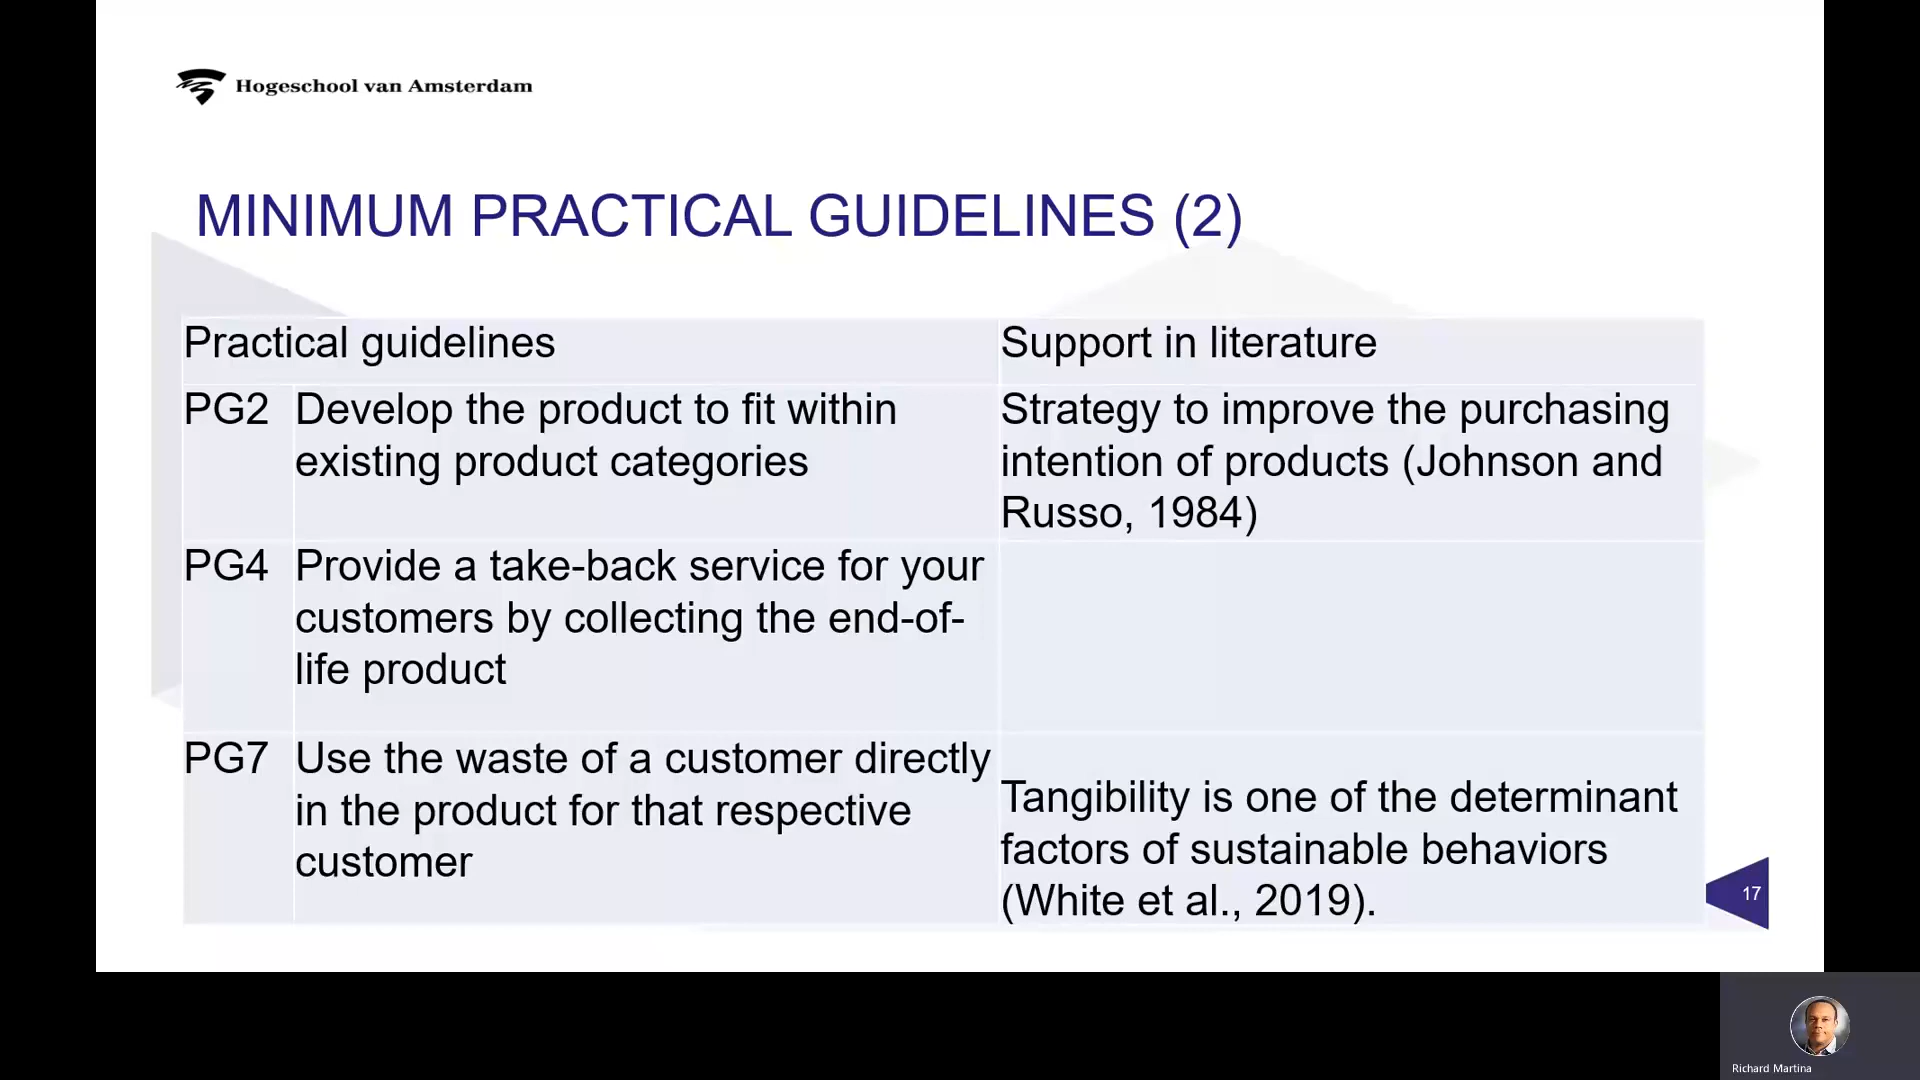 Hogeschool van Amsterdam
MINIMUM PRACTICAL GUIDELINES (2)
Practical guidelines
Support in literature
PG2
Develop the product to fit within
existing product categories
Strategy to improve the purchasing
intention of products (Johnson and
Russo, 1984)
PG4
Provide a take-back service for your
customers by collecting the end-of-
life product
PG7
Use the waste of a customer directly
in the product for that respective
customer
Tangibility is one of the determinant
factors of sustainable behaviors
(White et al., 2019).
17
Richard Martina